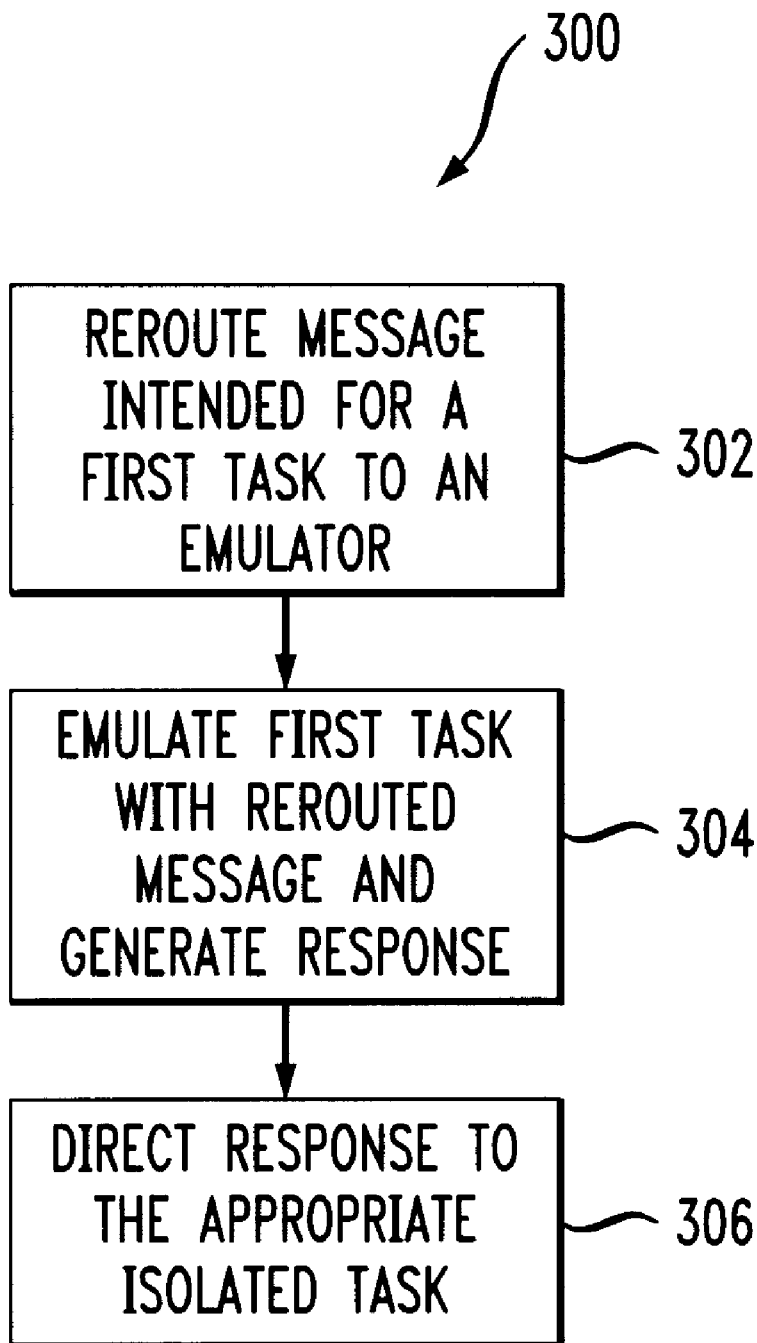 300
REROUTE MESSAGE
INTENDED FOR A
FIRST TASK TO AN
EMULATOR
302
EMULATE FIRST TASK
WITH REROUTED
MESSAGE AND
GENERATE RESPONSE
304
DIRECT RESPONSE TO
THE APPROPRIATE
ISOLATED TASK
306